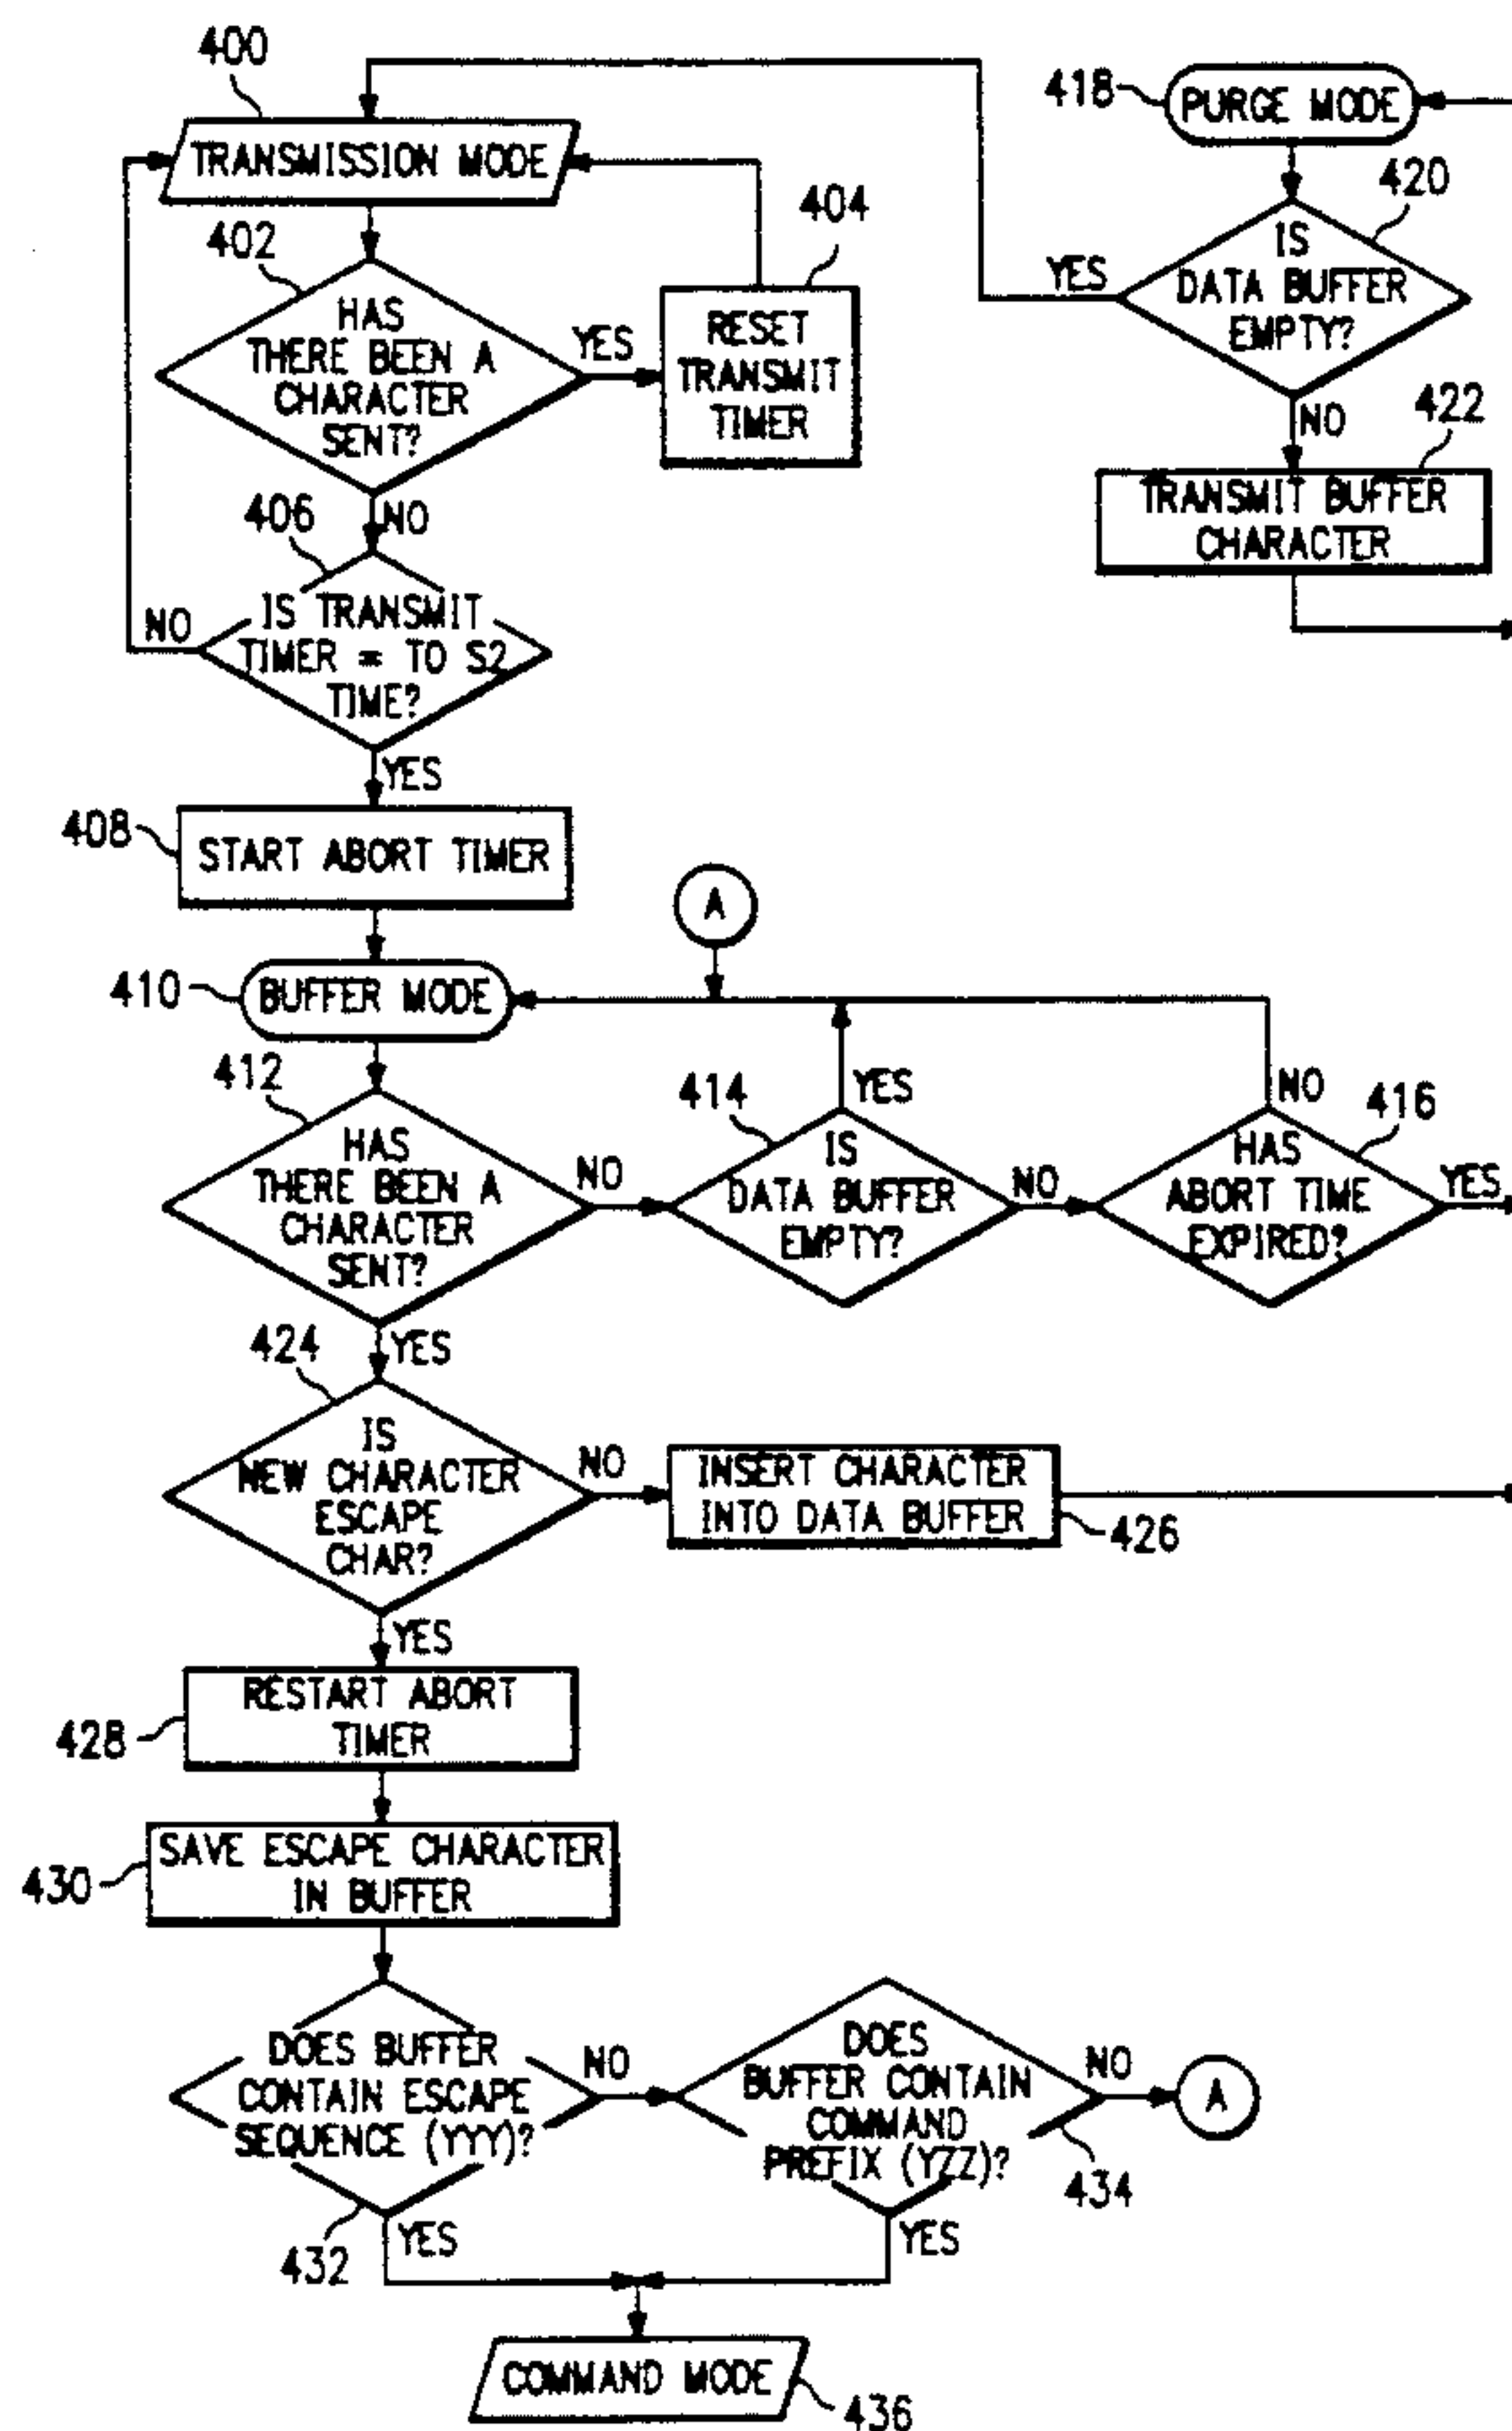 400
TRANSMISSION MODE
402
HAS
THERE BEEN A
CHARACTER
SENT?
YES
404
RESET
TRANSMIT
TIMER
NO
406
IS TRANSMIT
TIMER = TO S2
TIME?
NO
YES
408
START ABORT TIMER
A
410
BUFFER MODE
412
HAS
THERE BEEN A
CHARACTER
SENT?
NO
414
IS
DATA BUFFER
EMPTY?
YES
NO
416
HAS
ABORT TIME
EXPIRED?
NO
YES
418
PURGE MODE
420
IS
DATA BUFFER
EMPTY?
YES
NO
422
TRANSMIT BUFFER
CHARACTER
YES
424
IS
NEW CHARACTER
ESCAPE
CHAR?
NO
INSERT CHARACTER
INTO DATA BUFFER
426
YES
RESTART ABORT
TIMER
428
SAVE ESCAPE CHARACTER
IN BUFFER
430
DOES BUFFER
CONTAIN ESCAPE
SEQUENCE (YYY)?
NO
432
YES
DOES
BUFFER CONTAIN
COMMAND
PREFIX (YZZ)?
NO
A
434
YES
COMMAND MODE
436